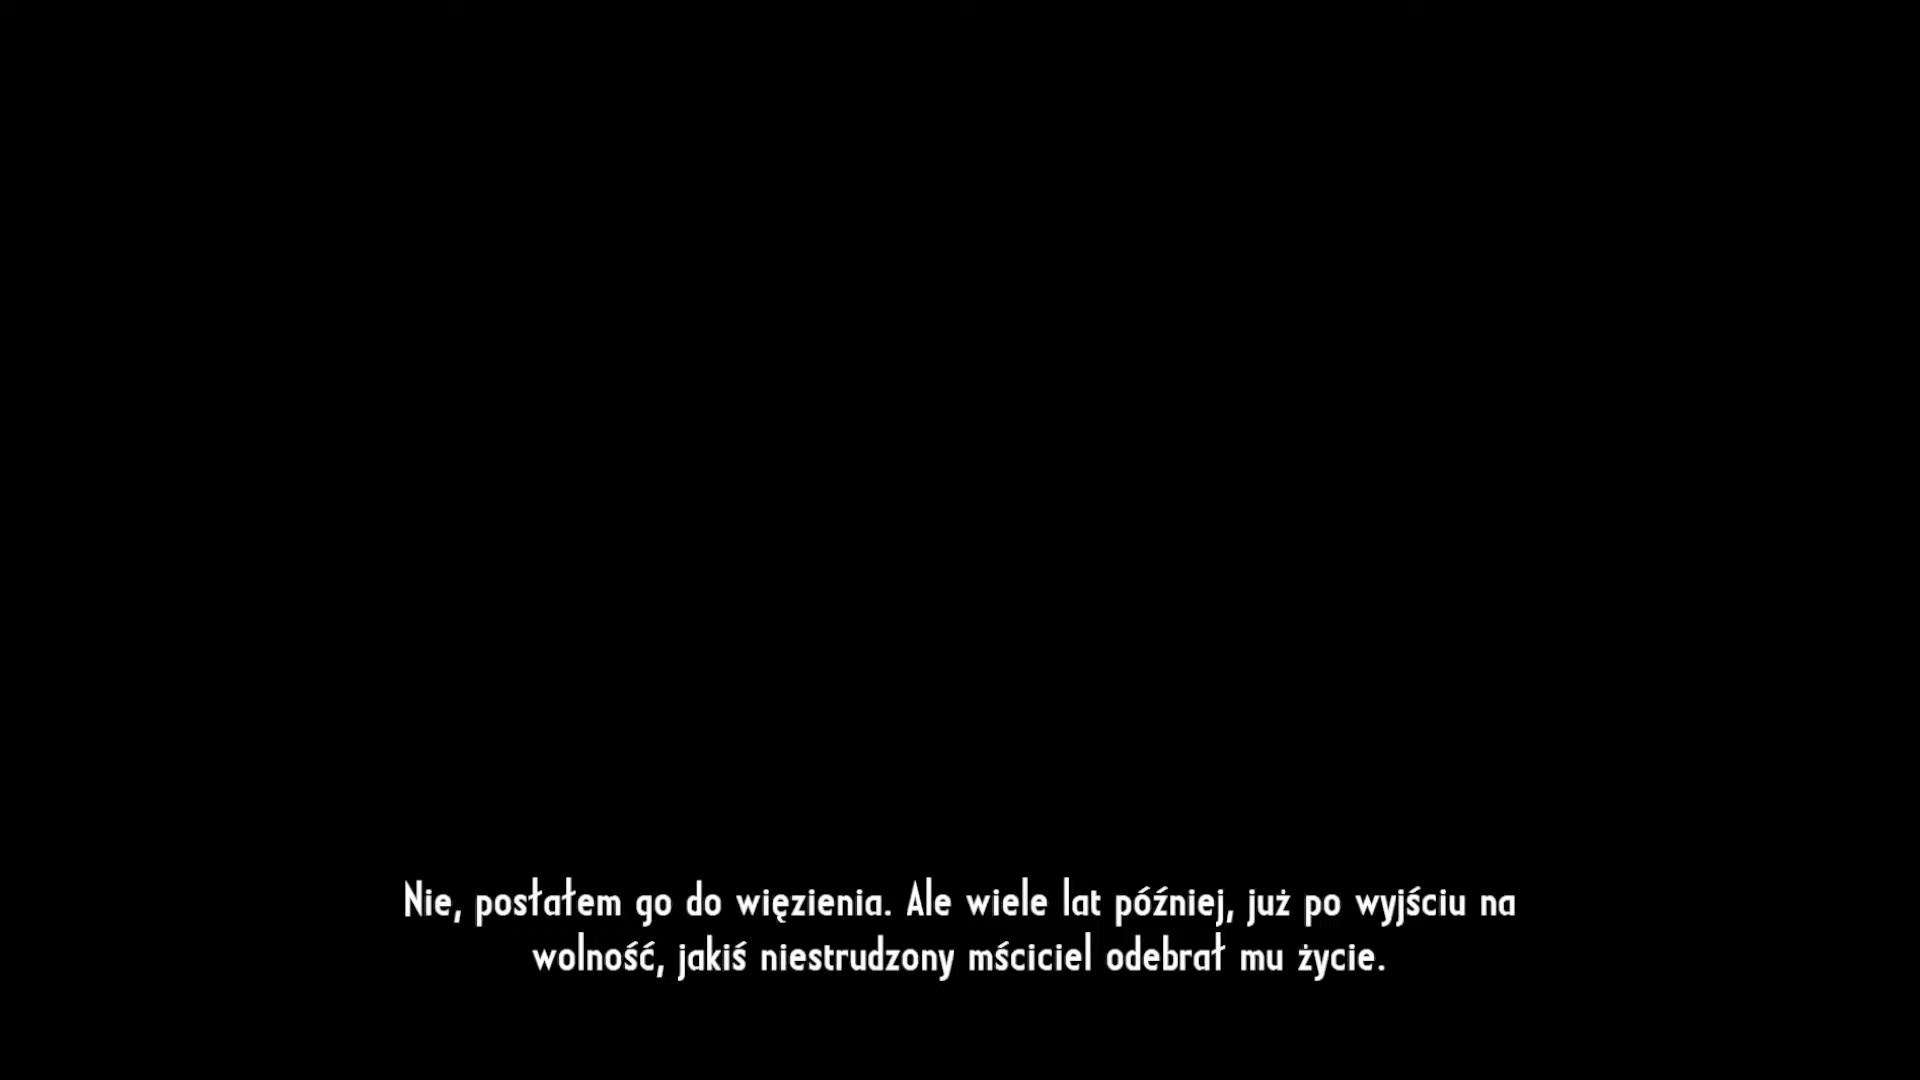 Nie, posłałem go do więzienia. Ale wiele lat później, już po wyjściu na
wolność, jakiś niestrudzony mściciel odebrał mu życie.